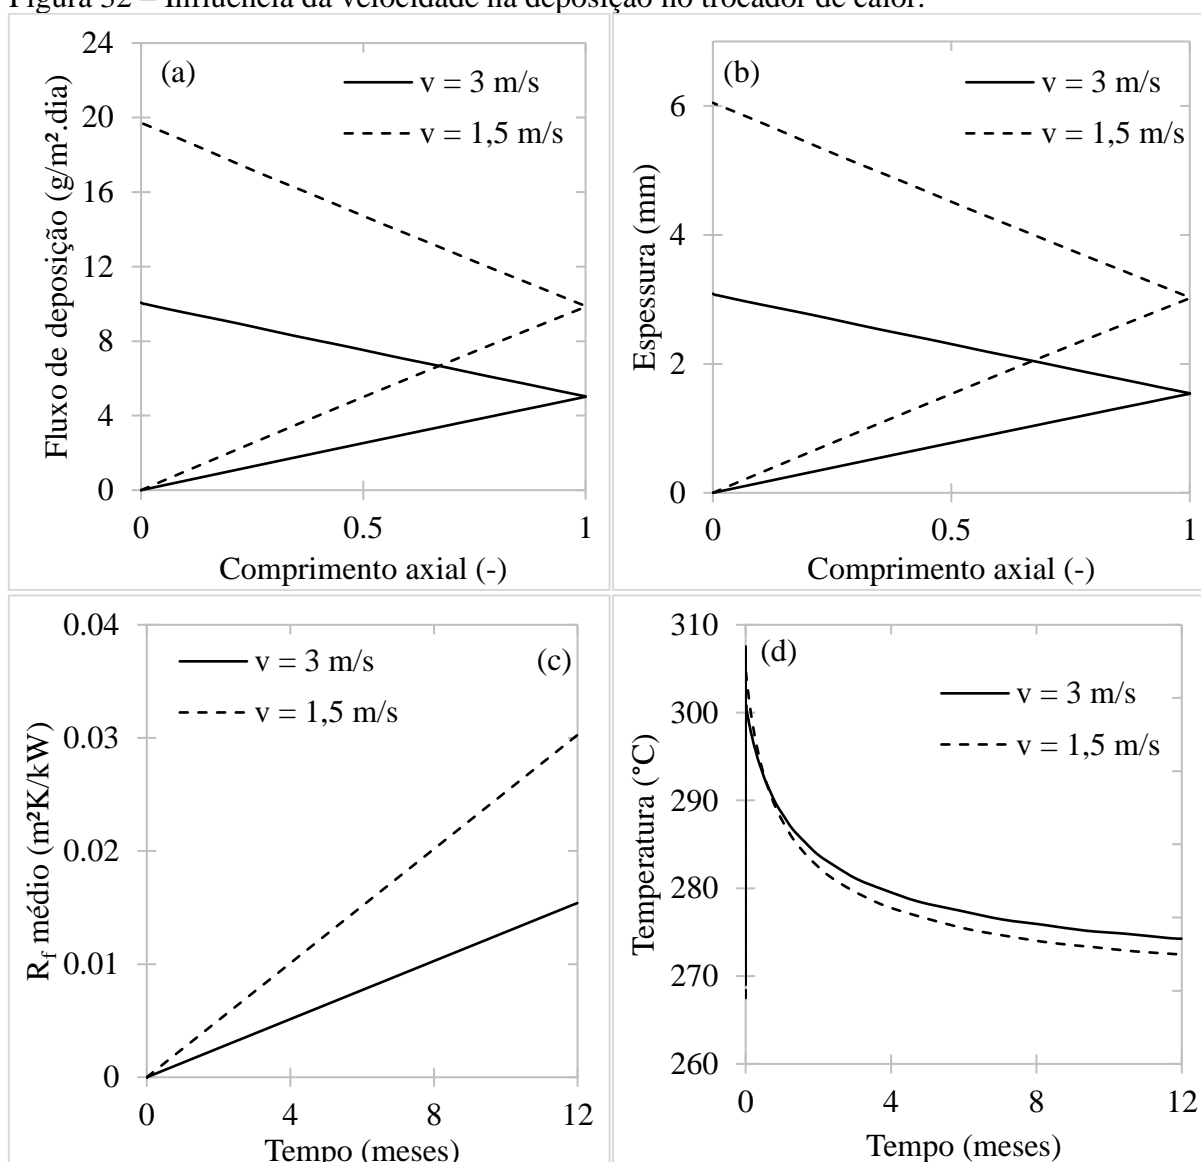 Figura 32 – Influência da velocidade na deposição no trocador de calor.
(a)
v = 3 m/s
v = 1,5 m/s
Fluxo de deposição (g/m².dia)
24
20
16
12
8
4
0
0
0.5
1
Comprimento axial (-)
(b)
v = 3 m/s
v = 1,5 m/s
Espessura (mm)
6
4
2
0
0
0.5
1
Comprimento axial (-)
(c)
v = 3 m/s
v = 1,5 m/s
Rf médio (m²K/kW)
0.04
0.03
0.02
0.01
0
0
4
8
12
Tempo (meses)
(d)
v = 3 m/s
v = 1,5 m/s
Temperatura (°C)
310
300
290
280
270
260
0
4
8
12
Tempo (meses)